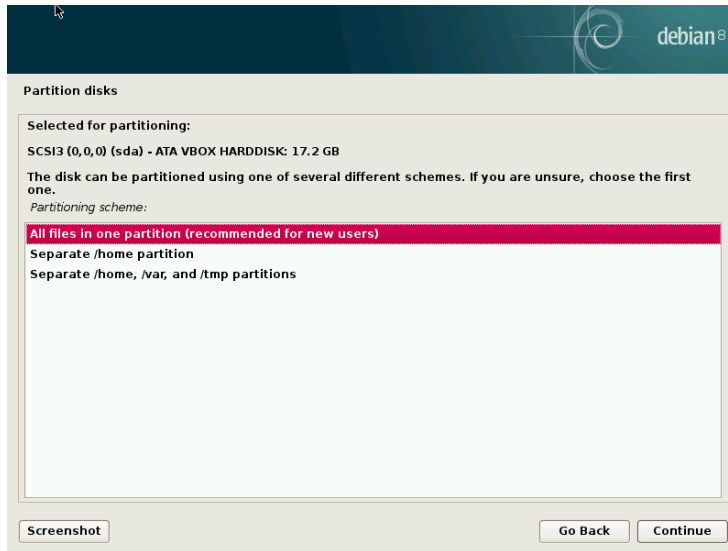 debian 8
Partition disks
Selected for partitioning:
SCSI3 (0,0,0) (sda) - ATA VBOX HARDDISK: 17.2 GB
The disk can be partitioned using one of several different schemes. If you are unsure, choose the first
one.
Partitioning scheme:
All files in one partition (recommended for new users)
Separate /home partition
Separate /home, /var, and /tmp partitions
Screenshot
Go Back
Continue